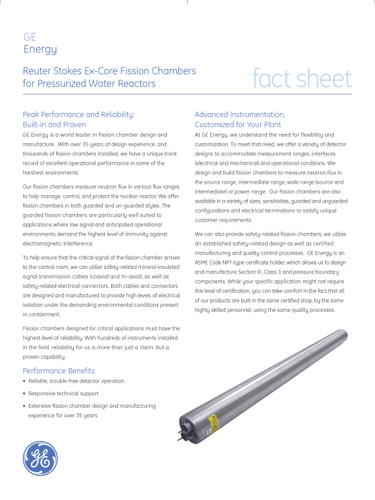 GE
Energy
Reuter Stokes Ex-Core Fission Chambers
for Pressurized Water Reactors
fact sheet
Peak Performance and Reliability:
Built-in and Proven
GE Energy is a world leader in fission chamber design and
manufacture. With over 35 years of design experience, and
thousands of fission chambers installed, we have a unique track
record of excellent operational performance in some of the
harshest environments.
Our fission chambers measure neutron flux in various flux ranges
to help manage, control, and protect the nuclear reactor. We offer
fission chambers in both guarded and un-guarded styles. The
guarded fission chambers are particularly well suited to
applications where low signal and anticipated operational
environments demand the highest level of immunity against
electromagnetic interference.
To help ensure that the critical signal of the fission chamber arrives
to the control room, we can utilize safety-related mineral-insulated
signal transmission cables (coaxial and tri-axial), as well as
safety-related electrical connectors. Both cables and connectors
are designed and manufactured to provide high levels of electrical
isolation under the demanding environmental conditions present
in containment.
Fission chambers designed for critical applications must have the
highest level of reliability. With hundreds of instruments installed
in the field, reliability for us is more than just a claim, but a
proven capability.
Performance Benefits
• Reliable, trouble-free detector operation
• Responsive technical support
• Extensive fission chamber design and manufacturing
experience for over 35 years
Advanced Instrumentation,
Customized for Your Plant
At GE Energy, we understand the need for flexibility and
customization. To meet that need, we offer a variety of detector
designs to accommodate measurement ranges, interfaces
(electrical and mechanical) and operational conditions. We
design and build fission chambers to measure neutron flux in
the source range, intermediate range, wide range (source and
intermediate) or power range. Our fission chambers are also
available in a variety of sizes, sensitivities, guarded and unguarded
configurations and electrical terminations to satisfy unique
customer requirements.
We can also provide safety-related fission chambers; we utilize
an established safety-related design as well as certified
manufacturing and quality control processes. GE Energy is an
ASME Code NPT-type certificate holder, which allows us to design
and manufacture Section III, Class 1 and pressure boundary
components. While your specific application might not require
this level of certification, you can take comfort in the fact that all
of our products are built in the same certified shop, by the same
highly skilled personnel, using the same quality processes.
GE